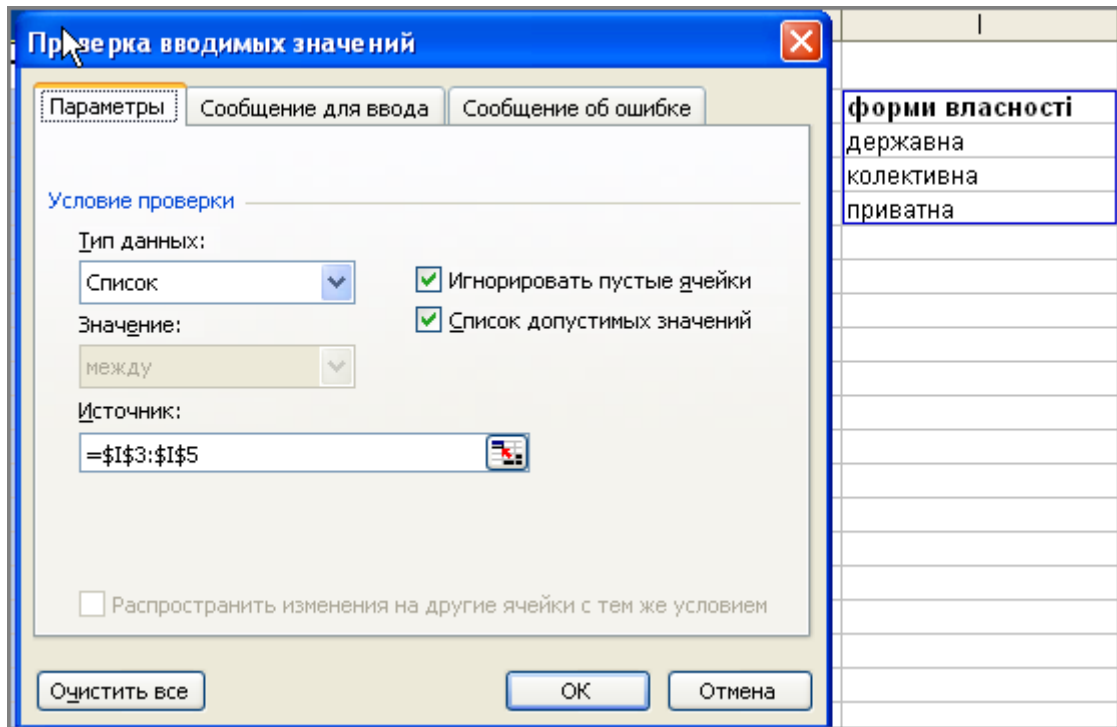 Проверка вводимых значений
Параметры Сообщение для ввода Сообщение об ошибке
Условие проверки
Тип данных:
Список
Игнорировать пустые ячейки
Значение:
Список допустимых значений
между
Источник:
=$I$3:$I$5
Распространить изменения на другие ячейки с тем же условием
Очистить все ОК Отмена
I
форми власності
державна
колективна
приватна